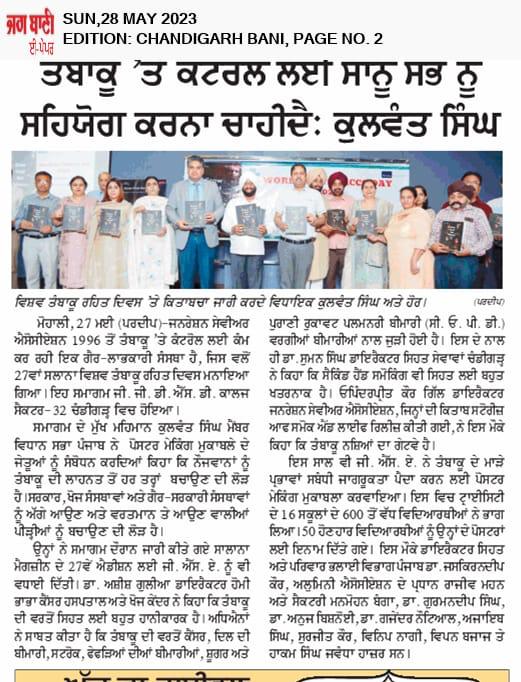 ਜਗ ਬਾਣੀ
ਈ-ਪੇਪਰ
SUN,28 MAY 2023
EDITION: CHANDIGARH BANI, PAGE NO. 2
ਤੰਬਾਕੂ ’ਤੇ ਕੰਟਰੋਲ ਲਈ ਸਾਨੂੰ ਸਭ ਨੂੰ
ਸਹਿਯੋਗ ਕਰਨਾ ਚਾਹੀਦੈ: ਕੁਲਵੰਤ ਸਿੰਘ
ਵਿਸ਼ਵ ਤੰਬਾਕੂ ਰਹਿਤ ਦਿਵਸ ’ਤੇ ਕਿਤਾਬਚਾ ਜਾਰੀ ਕਰਦੇ ਵਿਧਾਇਕ ਕੁਲਵੰਤ ਸਿੰਘ ਅਤੇ ਹੋਰ। (ਪਰਦੀਪ)
ਮੋਹਾਲੀ, 27 ਮਈ (ਪਰਦੀਪ)-ਜਨਰੇਸ਼ਨ ਸੇਵੀਅਰ
ਐਸੋਸੀਏਸ਼ਨ 1996 ਤੋਂ ਤੰਬਾਕੂ ’ਤੇ ਕੰਟਰੋਲ ਲਈ ਕੰਮ
ਕਰ ਰਹੀ ਇਕ ਗੈਰ-ਲਾਭਕਾਰੀ ਸੰਸਥਾ ਹੈ, ਜਿਸ ਵਲੋਂ
27ਵਾਂ ਸਲਾਨਾ ਵਿਸ਼ਵ ਤੰਬਾਕੂ ਰਹਿਤ ਦਿਵਸ ਮਨਾਇਆ
ਗਿਆ। ਇਹ ਸਮਾਗਮ ਜੀ. ਜੀ. ਡੀ. ਐੱਸ. ਡੀ. ਕਾਲਜ
ਸੈਕਟਰ-32 ਚੰਡੀਗੜ੍ਹ ਵਿਚ ਹੋਇਆ।
ਸਮਾਗਮ ਦੇ ਮੁੱਖ ਮਹਿਮਾਨ ਕੁਲਵੰਤ ਸਿੰਘ ਮੈਂਬਰ
ਵਿਧਾਨ ਸਭਾ ਪੰਜਾਬ ਨੇ ਪੋਸਟਰ ਮੇਕਿੰਗ ਮੁਕਾਬਲੇ ਦੇ
ਜੇਤੂਆਂ ਨੂੰ ਸੰਬੋਧਨ ਕਰਦਿਆਂ ਕਿਹਾ ਕਿ ਨੌਜਵਾਨਾਂ ਨੂੰ
ਤੰਬਾਕੂ ਦੀ ਲਾਹਨਤ ਤੋਂ ਹਰ ਤਰ੍ਹਾਂ ਬਚਾਉਣ ਦੀ ਲੋੜ
ਹੈ।ਸਰਕਾਰ, ਖੋਜ ਸੰਸਥਾਵਾਂ ਅਤੇ ਗੈਰ-ਸਰਕਾਰੀ ਸੰਸਥਾਵਾਂ
ਨੂੰ ਅੱਗੇ ਆਉਣ ਅਤੇ ਵਰਤਮਾਨ ਤੇ ਆਉਣ ਵਾਲੀਆਂ
ਪੀੜ੍ਹੀਆਂ ਨੂੰ ਬਚਾਉਣ ਦੀ ਲੋੜ ਹੈ।
ਉਨ੍ਹਾਂ ਨੇ ਸਮਾਗਮ ਦੌਰਾਨ ਜਾਰੀ ਕੀਤੇ ਗਏ ਸਾਲਾਨਾ
ਮੈਗਜ਼ੀਨ ਦੇ 27ਵੇਂ ਐਡੀਸ਼ਨ ਲਈ ਜੀ. ਐੱਸ. ਏ. ਨੂੰ ਵੀ
ਵਧਾਈ ਦਿੱਤੀ। ਡਾ. ਅਸ਼ੀਸ਼ ਗੁਲੀਆ ਡਾਇਰੈਕਟਰ ਹੋਮੀ
ਭਾਭਾ ਕੈਂਸਰ ਹਸਪਤਾਲ ਅਤੇ ਖੋਜ ਕੇਂਦਰ ਨੇ ਕਿਹਾ ਕਿ ਤੰਬਾਕੂ
ਦੀ ਵਰਤੋਂ ਸਿਹਤ ਲਈ ਬਹੁਤ ਹਾਨੀਕਾਰਕ ਹੈ। ਅਧਿਐਨਾਂ
ਨੇ ਸਾਬਤ ਕੀਤਾ ਹੈ ਕਿ ਤੰਬਾਕੂ ਦੀ ਵਰਤੋਂ ਕੈਂਸਰ, ਦਿਲ ਦੀ
ਬੀਮਾਰੀ, ਸਟਰੋਕ, ਫੇਫੜਿਆਂ ਦੀਆਂ ਬੀਮਾਰੀਆਂ, ਸ਼ੂਗਰ ਅਤੇ
ਪੁਰਾਣੀ ਰੁਕਾਵਟ ਪਲਮਨਰੀ ਬੀਮਾਰੀ (ਸੀ. ਓ. ਪੀ. ਡੀ.)
ਵਰਗੀਆਂ ਬੀਮਾਰੀਆਂ ਨਾਲ ਜੁੜੀ ਹੋਈ ਹੈ। ਇਸ ਦੇ ਨਾਲ
ਹੀ ਡਾ. ਸੁਮਨ ਸਿੰਘ ਡਾਇਰੈਕਟਰ ਸਿਹਤ ਸੇਵਾਵਾਂ ਚੰਡੀਗੜ੍ਹ
ਨੇ ਕਿਹਾ ਕਿ ਸੈਕਿੰਡ ਹੈਂਡ ਸਮੋਕਿੰਗ ਵੀ ਸਿਹਤ ਲਈ ਬਹੁਤ
ਖਤਰਨਾਕ ਹੈ। ਓਪਿੰਦਰਪ੍ਰੀਤ ਕੌਰ ਗਿੱਲ ਡਾਇਰੈਕਟਰ
ਜਨਰੇਸ਼ਨ ਸੇਵੀਅਰ ਐਸੋਸੀਏਸ਼ਨ, ਜਿਨ੍ਹਾਂ ਦੀ ਕਿਤਾਬ ਸਟੋਰੀਜ਼
ਆਫ ਸਮੋਕ ਐਂਡ ਲਾਈਫ ਰਿਲੀਜ਼ ਕੀਤੀ ਗਈ, ਨੇ ਇਸ ਮੌਕੇ
ਕਿਹਾ ਕਿ ਤੰਬਾਕੂ ਨਸ਼ਿਆਂ ਦਾ ਗੇਟਵੇ ਹੈ।
ਇਸ ਸਾਲ ਵੀ ਜੀ. ਐੱਸ. ਏ. ਨੇ ਤੰਬਾਕੂ ਦੇ ਮਾੜੇ
ਪ੍ਰਭਾਵਾਂ ਸਬੰਧੀ ਜਾਗਰੂਕਤਾ ਪੈਦਾ ਕਰਨ ਲਈ ਪੋਸਟਰ
ਮੇਕਿੰਗ ਮੁਕਾਬਲਾ ਕਰਵਾਇਆ। ਇਸ ਵਿਚ ਟ੍ਰਾਈਸਿਟੀ
ਦੇ 16 ਸਕੂਲਾਂ ਦੇ 600 ਤੋਂ ਵੱਧ ਵਿਦਿਆਰਥੀਆਂ ਨੇ ਭਾਗ
ਲਿਆ।50 ਹੋਣਹਾਰ ਵਿਦਿਆਰਥੀਆਂ ਨੂੰ ਉਨ੍ਹਾਂ ਦੇ ਪੋਸਟਰਾਂ
ਲਈ ਇਨਾਮ ਦਿੱਤੇ ਗਏ। ਇਸ ਮੌਕੇ ਡਾਇਰੈਕਟਰ ਸਿਹਤ
ਅਤੇ ਪਰਿਵਾਰ ਭਲਾਈ ਵਿਭਾਗ ਪੰਜਾਬ ਡਾ. ਜਸਕਿਰਨਦੀਪ
ਕੌਰ, ਅਲੁਮਿਨੀ ਐਸੋਸੀਏਸ਼ਨ ਦੇ ਪ੍ਰਧਾਨ ਰਾਜੀਵ ਮਹਨ
ਅਤੇ ਸੈਕਟਰੀ ਮਨਮੋਹਨ ਬੰਗਾ, ਡਾ. ਗੁਰਮਨਦੀਪ ਸਿੰਘ,
ਡਾ. ਅਨੁਜ ਬਿਸ਼ਨੋਈ, ਡਾ. ਗਜੇਂਦਰ ਨੌਟਿਆਲ, ਅਜਾਇਬ
ਸਿੰਘ, ਸੁਰਜੀਤ ਕੌਰ, ਵਿਨਿਪ ਨਾਗੀ, ਵਿਪਨ ਬਜਾਜ ਤੇ
ਹਾਕਮ ਸਿੰਘ ਜਵੰਧਾ ਹਾਜ਼ਰ ਸਨ।